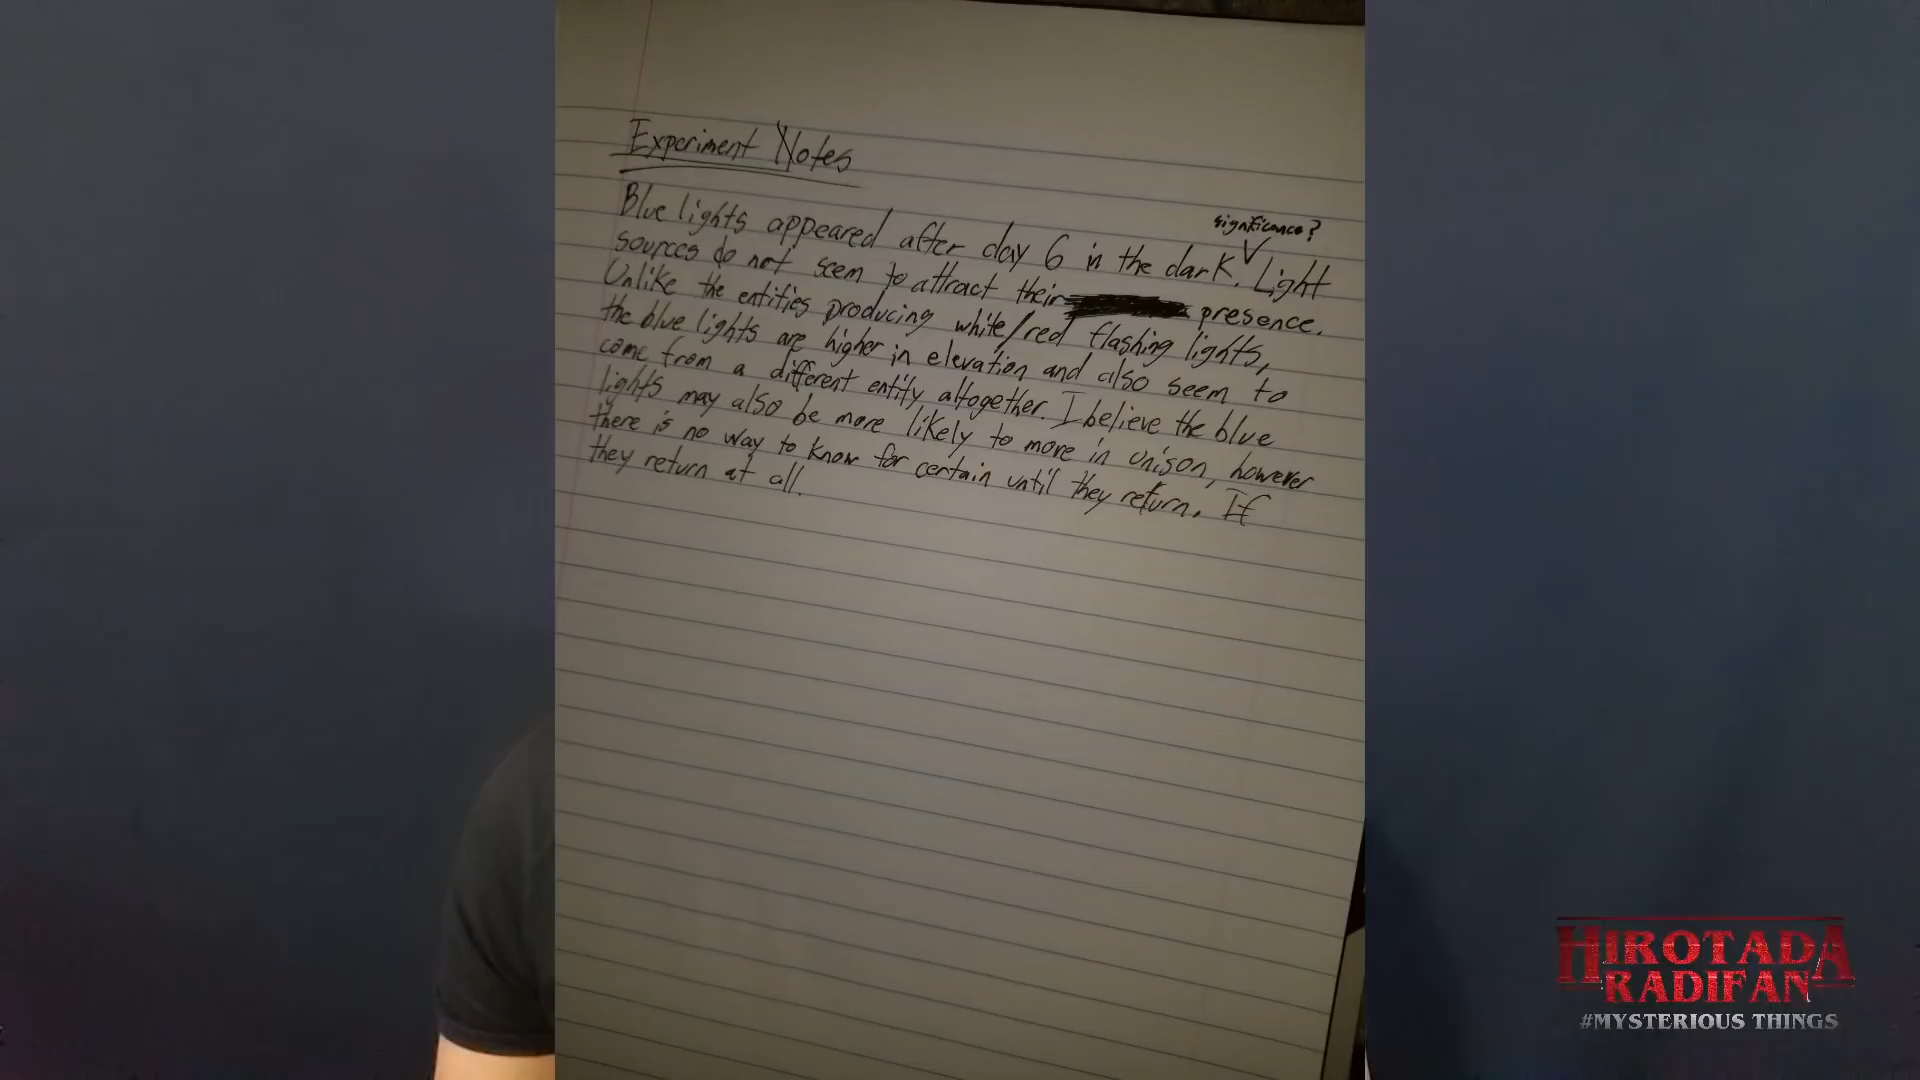 Experiment Notes
significance?
Blue lights appeared after day 6 in the dark. Light
sources do not seem to attract their presence.
Unlike the entities producing white/red flashing lights,
the blue lights are higher in elevation and also seem to
come from a different entity altogether. I believe the blue
lights may also be more likely to more in unison, however
there is no way to know for certain until they return. If
they return at all.
HIROTADA
RADIFAN
#MYSTERIOUS THINGS